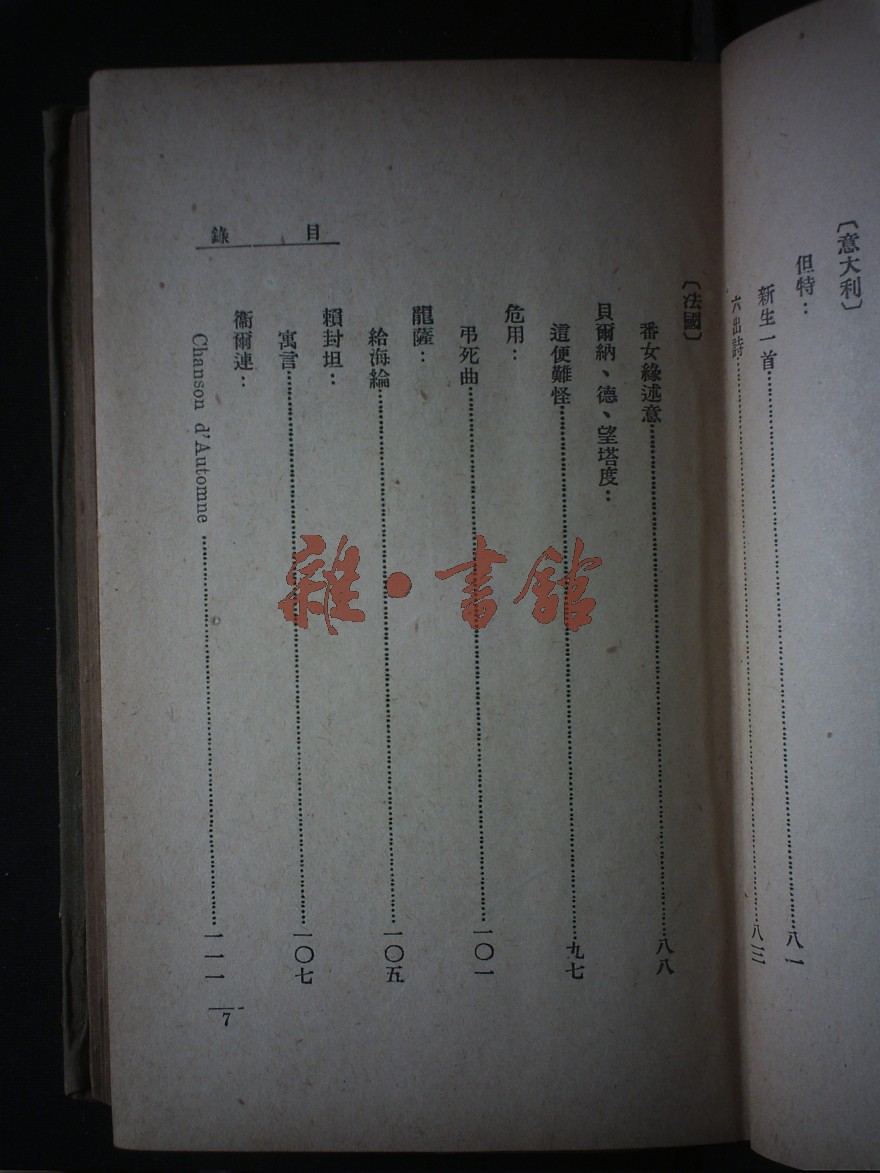 〔意大利〕
但特：
新生一首……八一
六出詩……八三
目錄
〔法國〕
番女緣述意……八八
貝爾納、德、望塔度：
這便難怪……九七
危用：
弔死曲……一〇一
龍薩：
給海綸……一〇五
賴封坦：
寓言……一〇七
衞爾連：
Chanson d'Automne……一一一
7
雜·書館